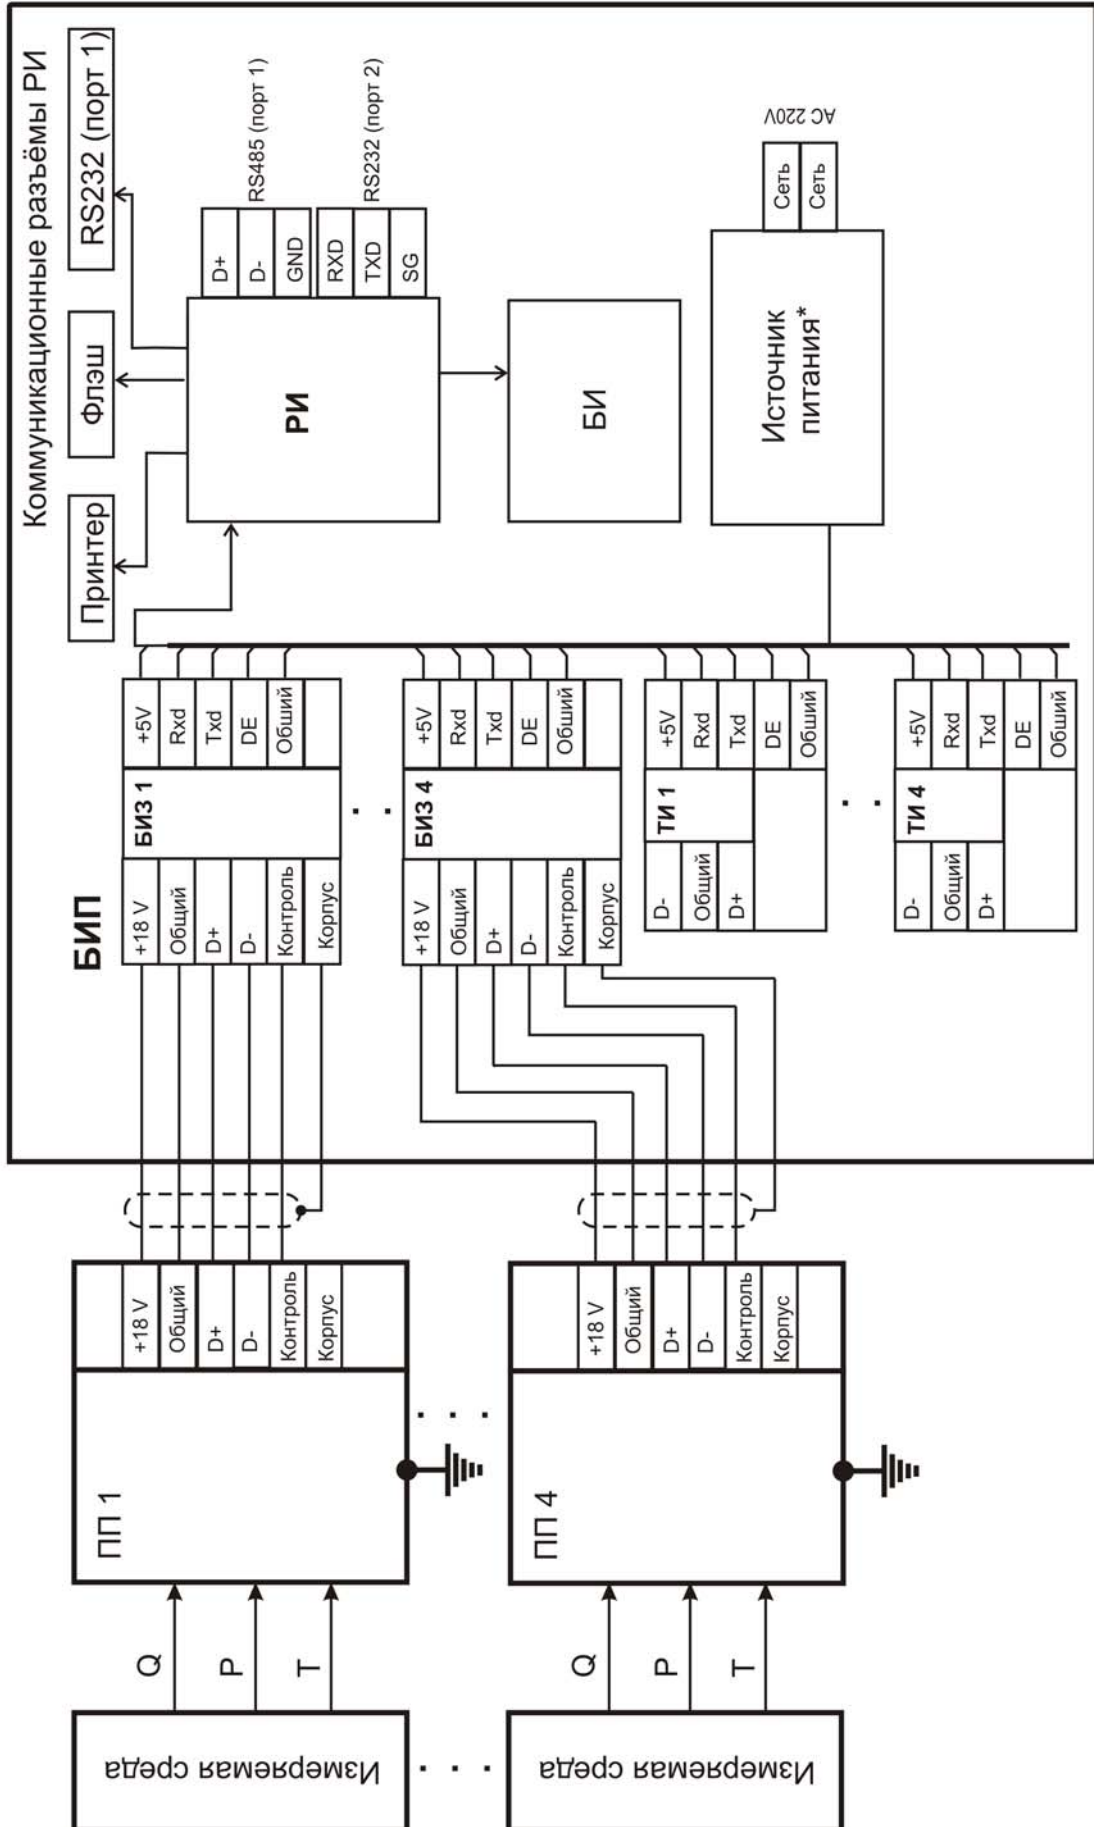 Коммуникационные разъёмы РИ
Принтер
Флэш
RS232 (порт 1)
БИП
Измеряемая среда
Q
P
T
ПП 1
+18 V
Общий
D+
D-
Контроль
Корпус
+18 V
Общий
D+
D-
Контроль
Корпус
БИЗ 1
+5V
Rxd
Txd
DE
Обший
РИ
D+
D-
GND
RS485 (порт 1)
RXD
TXD
SG
RS232 (порт 2)
Измеряемая среда
Q
P
T
ПП 4
+18 V
Общий
D+
D-
Контроль
Корпус
+18 V
Общий
D+
D-
Контроль
Корпус
БИЗ 4
+5V
Rxd
Txd
DE
Обший
БИ
D-
Общий
D+
ТИ 1
+5V
Rxd
Txd
DE
Обший
Источник
питания*
Сеть
Сеть
AC 220V
D-
Общий
D+
ТИ 4
+5V
Rxd
Txd
DE
Обший